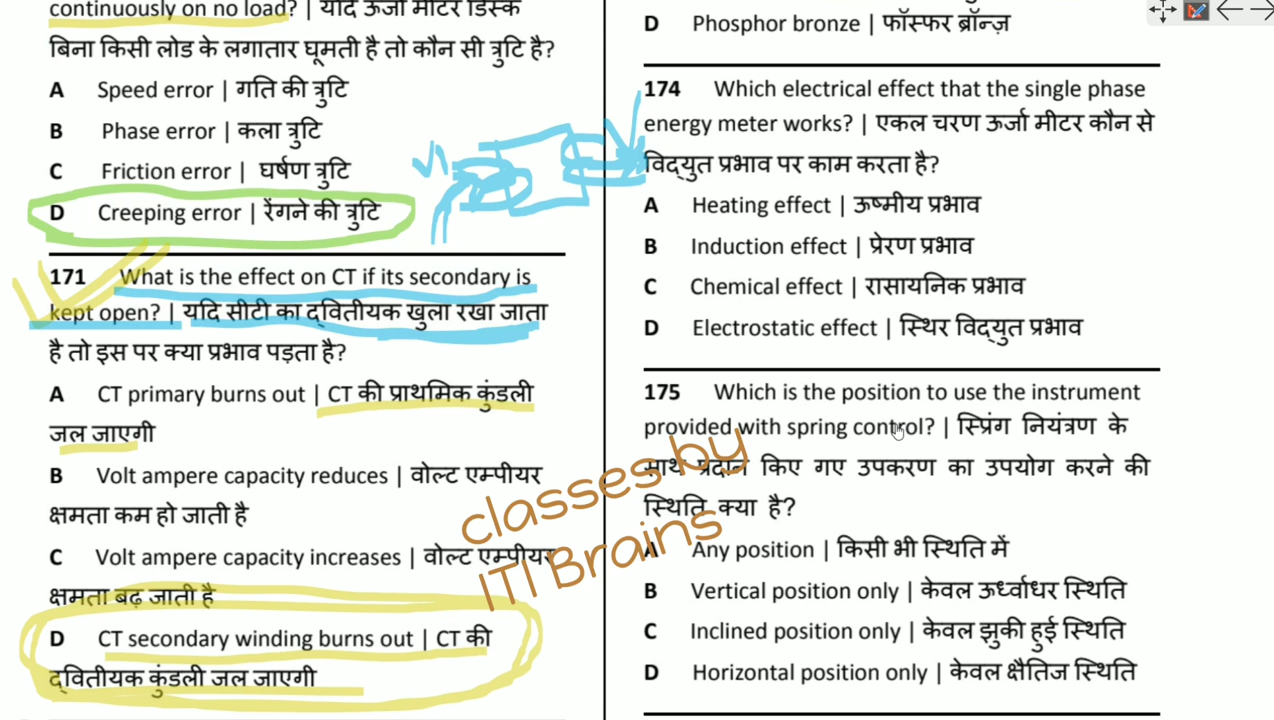 continuously on no load? | यदि ऊर्जा मीटर डिस्क
बिना किसी लोड के लगातार घूमती है तो कौन सी त्रुटि है?
A Speed error | गति की त्रुटि
B Phase error | कला त्रुटि
C Friction error | घर्षण त्रुटि
D Creeping error | रेंगने की त्रुटि
171 What is the effect on CT if its secondary is
kept open? | यदि सीटी का द्वितीयक खुला रखा जाता
है तो इस पर क्या प्रभाव पड़ता है?
A CT primary burns out | CT की प्राथमिक कुंडली
जल जाएगी
B Volt ampere capacity reduces | वोल्ट एम्पीयर
क्षमता कम हो जाती है
C Volt ampere capacity increases | वोल्ट एम्पीयर
क्षमता बढ़ जाती है
D CT secondary winding burns out | CT की
द्वितीयक कुंडली जल जाएगी
D Phosphor bronze | फॉस्फर ब्रॉन्ज़
174 Which electrical effect that the single phase
energy meter works? | एकल चरण ऊर्जा मीटर कौन से
विद्युत प्रभाव पर काम करता है?
A Heating effect | ऊष्मीय प्रभाव
B Induction effect | प्रेरण प्रभाव
C Chemical effect | रासायनिक प्रभाव
D Electrostatic effect | स्थिर विद्युत प्रभाव
175 Which is the position to use the instrument
provided with spring control? | स्प्रिंग नियंत्रण के
साथ प्रदान किए गए उपकरण का उपयोग करने की
स्थिति क्या है?
A Any position | किसी भी स्थिति में
B Vertical position only | केवल ऊर्ध्वाधर स्थिति
C Inclined position only | केवल झुकी हुई स्थिति
D Horizontal position only | केवल क्षैतिज स्थिति
classes by
ITI Brains